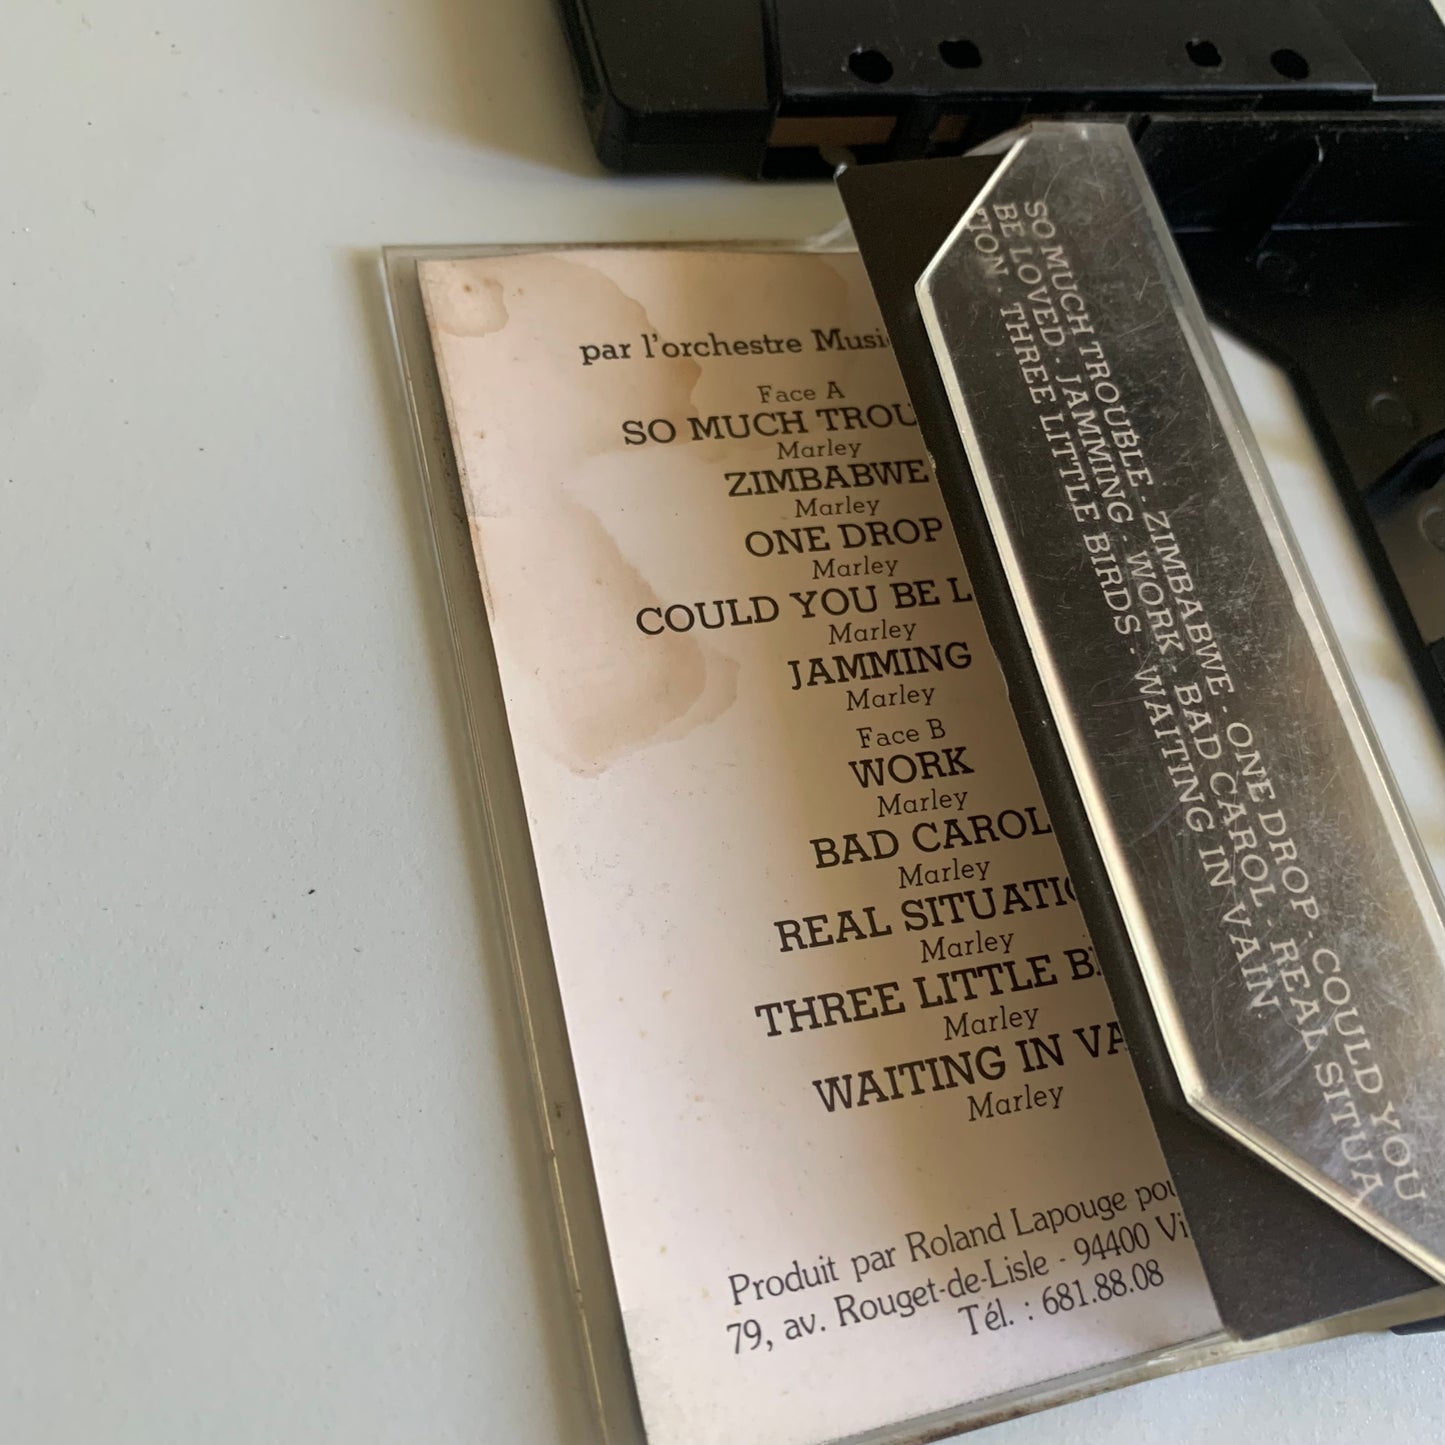 par l'orchestre Musi
Face A
SO MUCH TROU
Marley
ZIMBABWE
Marley
ONE DROP
Marley
COULD YOU BE L
Marley
JAMMING
Marley
Face B
WORK
Marley
BAD CAROL
Marley
REAL SITUATIO
Marley
THREE LITTLE B
Marley
WAITING IN VA
Marley
Produit par Roland Lapouge pou
79, av. Rouget-de-Lisle - 94400 Vi
Tél. : 681.88.08
SO MUCH TROUBLE - ZIMBABWE - ONE DROP - COULD YOU
BE LOVED - JAMMING - WORK - BAD CAROL - REAL SITUA
TION - THREE LITTLE BIRDS - WAITING IN VAIN